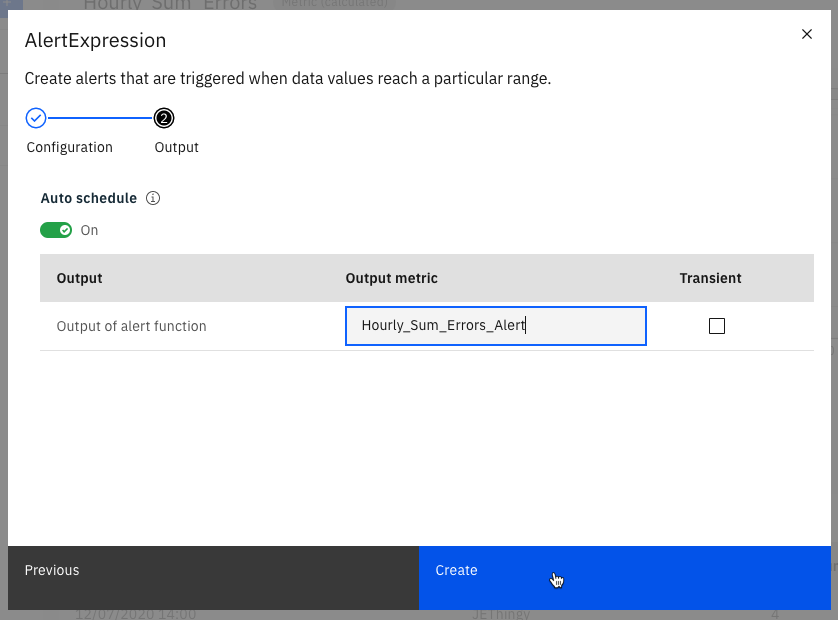 Hourly_Sum_Errors Metric (calculated)
AlertExpression
Create alerts that are triggered when data values reach a particular range.
2
Configuration Output
Auto schedule
On
Output Output metric Transient
Output of alert function Hourly_Sum_Errors_Alert
Previous Create
12/07/2020 14:00 JEThingy 4